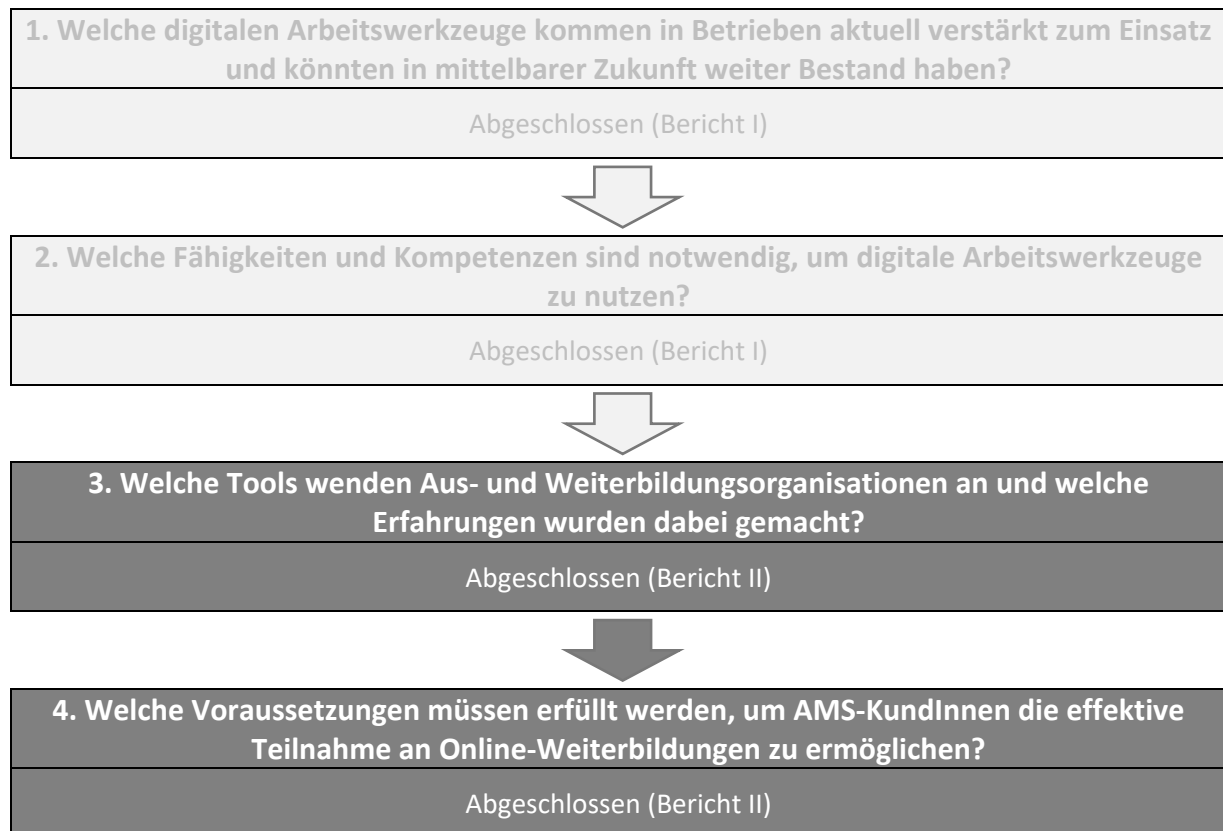 1. Welche digitalen Arbeitswerkzeuge kommen in Betrieben aktuell verstärkt zum Einsatz
und könnten in mittelbarer Zukunft weiter Bestand haben?
Abgeschlossen (Bericht I)
2. Welche Fähigkeiten und Kompetenzen sind notwendig, um digitale Arbeitswerkzeuge
zu nutzen?
Abgeschlossen (Bericht I)
3. Welche Tools wenden Aus- und Weiterbildungsorganisationen an und welche
Erfahrungen wurden dabei gemacht?
Abgeschlossen (Bericht II)
4. Welche Voraussetzungen müssen erfüllt werden, um AMS-KundInnen die effektive
Teilnahme an Online-Weiterbildungen zu ermöglichen?
Abgeschlossen (Bericht II)